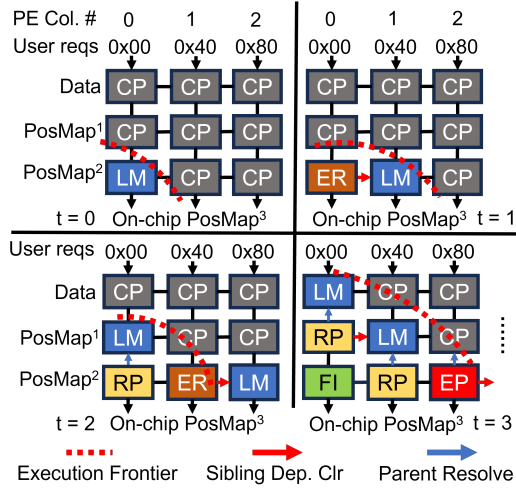 PE Col. # 0 1 2 0 1 2
User reqs 0x00 0x40 0x80 0x00 0x40 0x80
Data CP CP CP CP CP CP
PosMap¹ CP CP CP CP CP CP
PosMap² LM CP CP ER LM CP
t = 0 On-chip PosMap³ On-chip PosMap³ t = 1
User reqs 0x00 0x40 0x80 0x00 0x40 0x80
Data CP CP CP LM CP CP
PosMap¹ LM CP CP RP LM CP
PosMap² RP ER LM FI RP EP
t = 2 On-chip PosMap³ On-chip PosMap³ t = 3
Execution Frontier Sibling Dep. Clr Parent Resolve